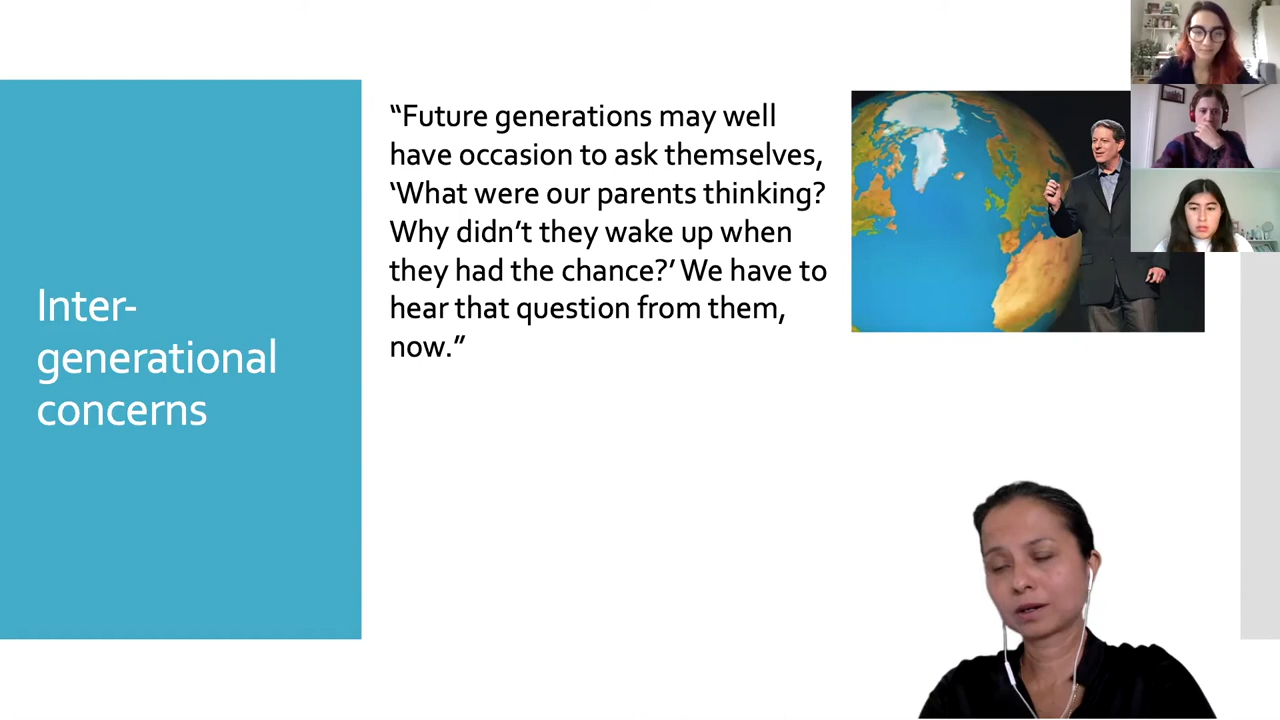 Inter-
generational
concerns
“Future generations may well
have occasion to ask themselves,
‘What were our parents thinking?
Why didn’t they wake up when
they had the chance?’ We have to
hear that question from them,
now.”